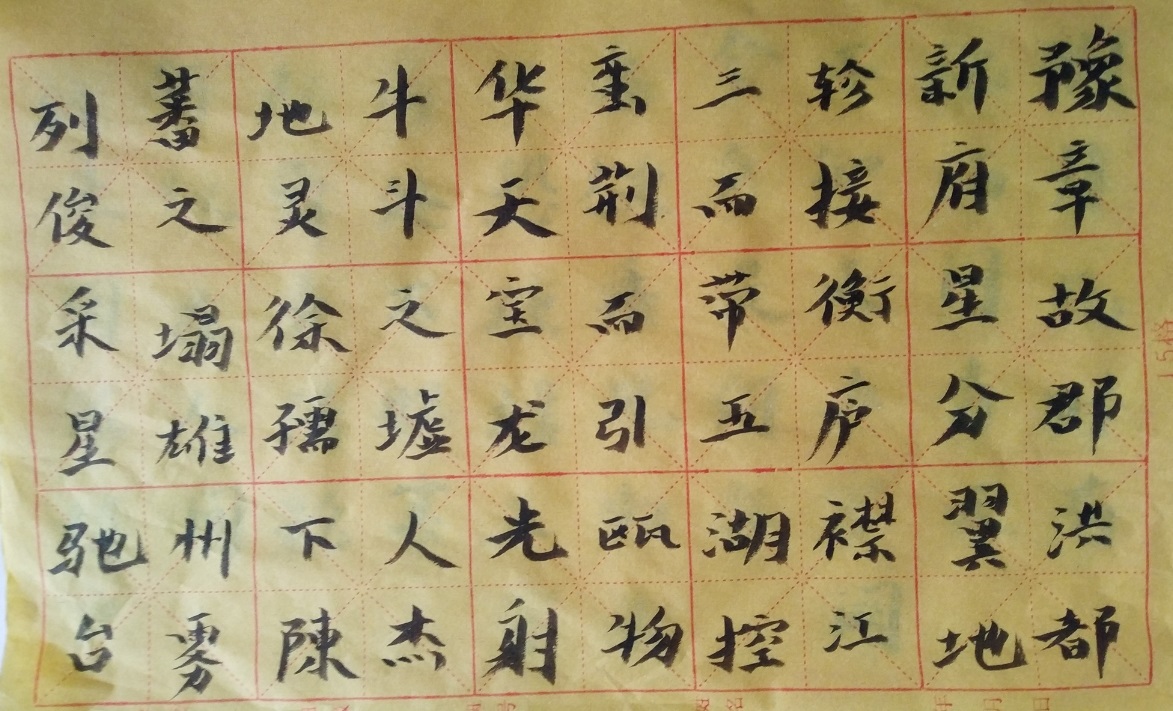 豫章故郡洪都
新府星分翼地
轸接衡庐襟江
三而带五湖控
蛮荆而引瓯物
华天宝龙光射
牛斗之墟人杰
地灵徐孺下陳
蕃之塌雄州雾
列俊采星驰台